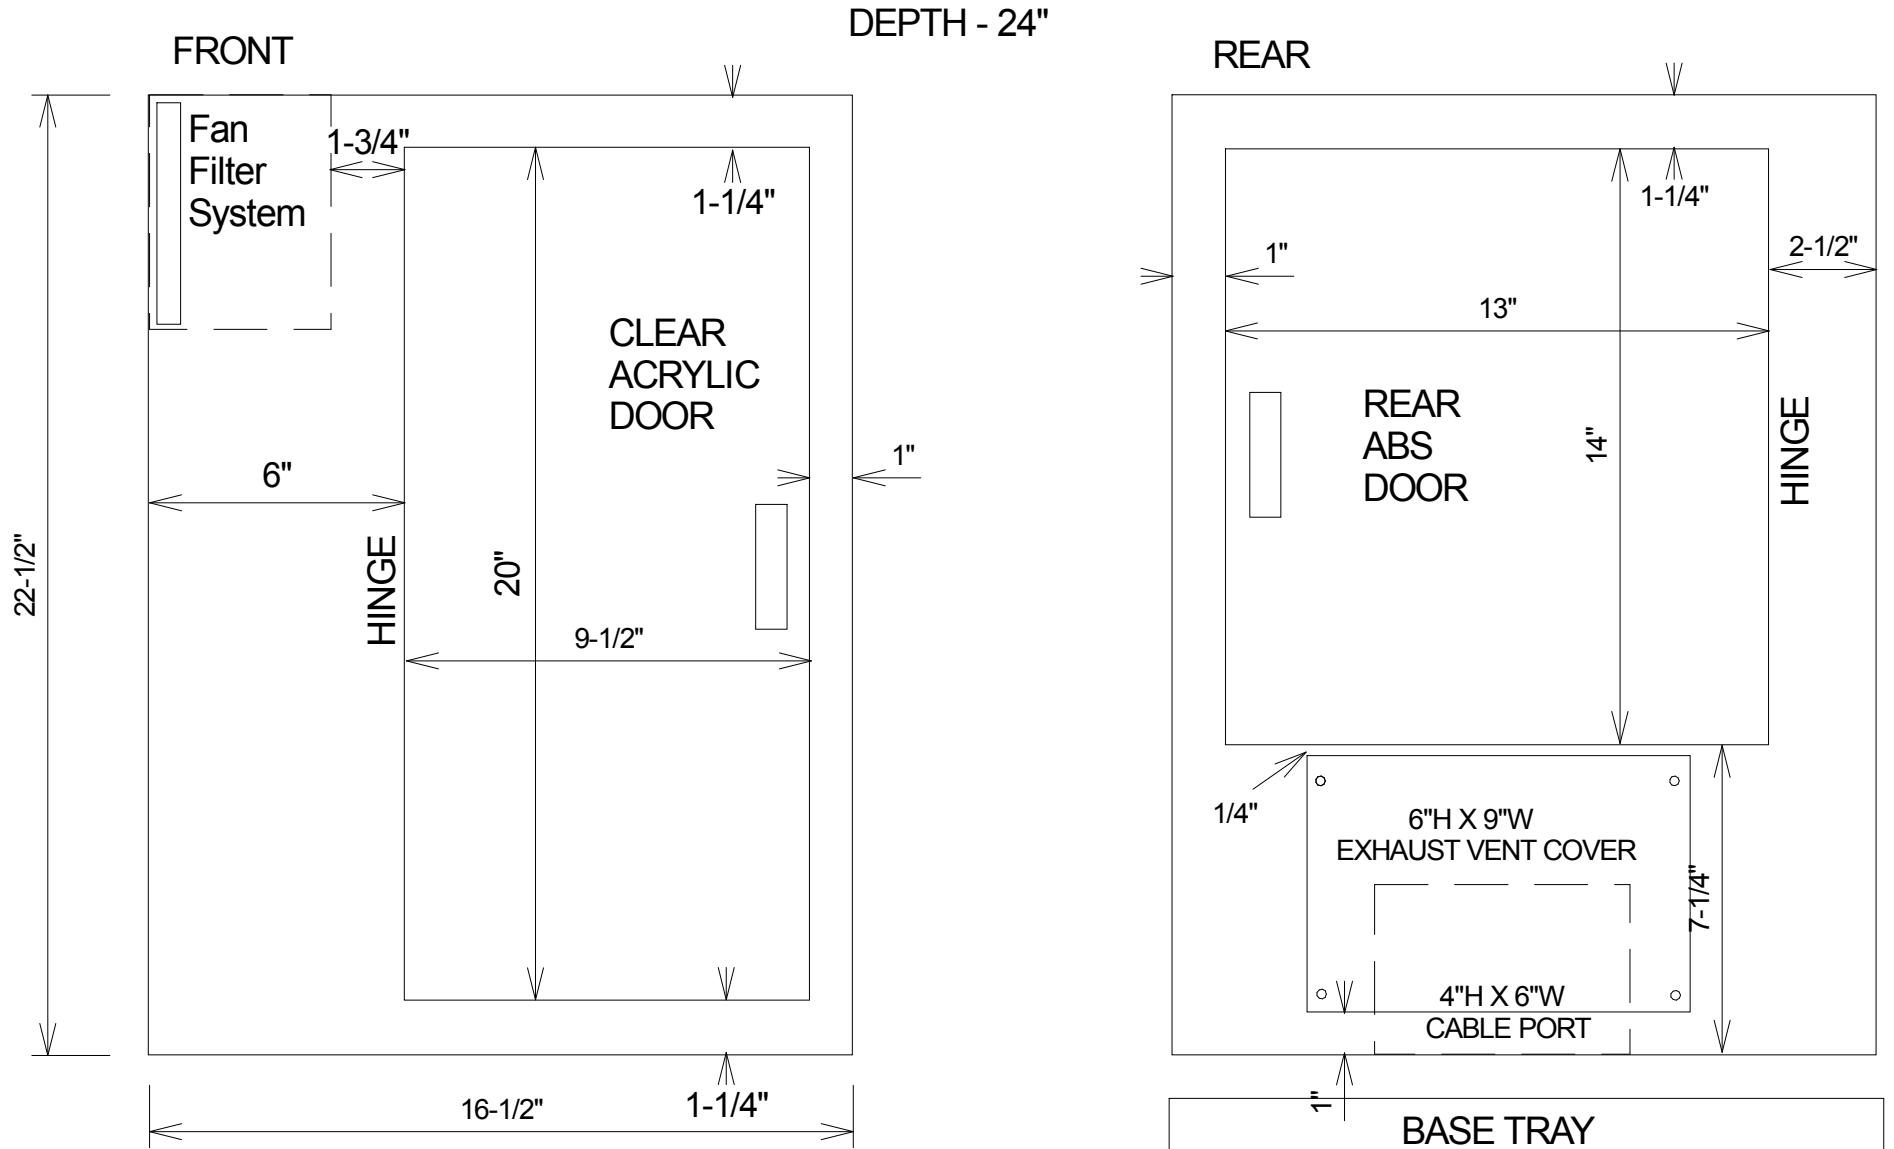 DEPTH - 24"
FRONT
Fan
Filter
System
1-3/4"
1-1/4"
CLEAR
ACRYLIC
DOOR
1"
6"
22-1/2"
HINGE
20"
9-1/2"
16-1/2"
1-1/4"
REAR
1-1/4"
1"
2-1/2"
13"
REAR
ABS
DOOR
14"
HINGE
1/4"
6"H X 9"W
EXHAUST VENT COVER
7-1/4"
4"H X 6"W
CABLE PORT
1"
BASE TRAY